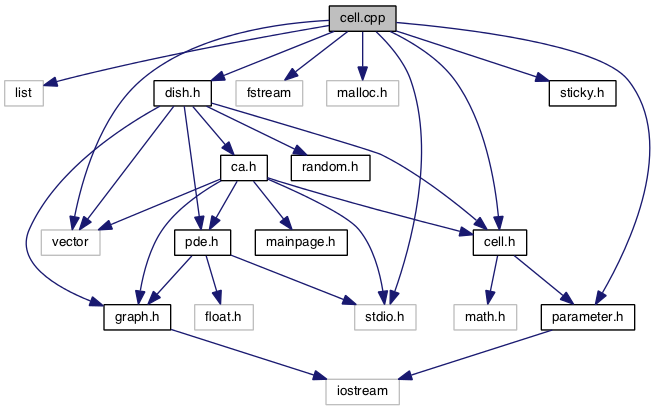 cell.cpp
list
dish.h
fstream
malloc.h
sticky.h
ca.h
random.h
vector
pde.h
mainpage.h
cell.h
graph.h
float.h
stdio.h
math.h
parameter.h
iostream